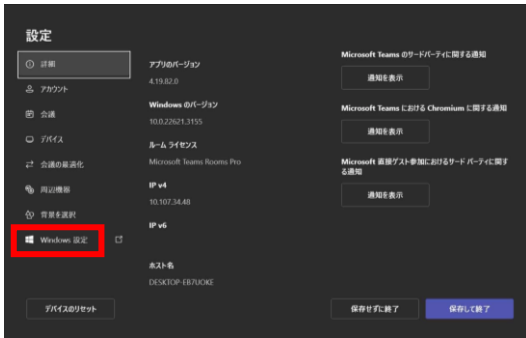 設定
詳細
アカウント
会議
デバイス
会議の最適化
周辺機器
背景を選択
Windows 設定
デバイスのリセット
アプリのバージョン
4.19.82.0
Windows のバージョン
10.0.22621.3155
ルーム ライセンス
Microsoft Teams Rooms Pro
IP v4
10.107.34.48
IP v6
ホスト名
DESKTOP-EB7UOKE
Microsoft Teams のサードパーティに関する通知
通知を表示
Microsoft Teams における Chromium に関する通知
通知を表示
Microsoft 直接ゲスト参加におけるサード パーティに関す
る通知
通知を表示
保存せずに終了
保存して終了